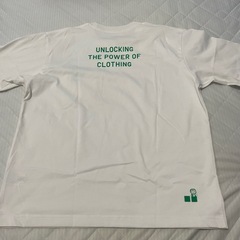 UNLOCKING
THE POWER OF
CLOTHING